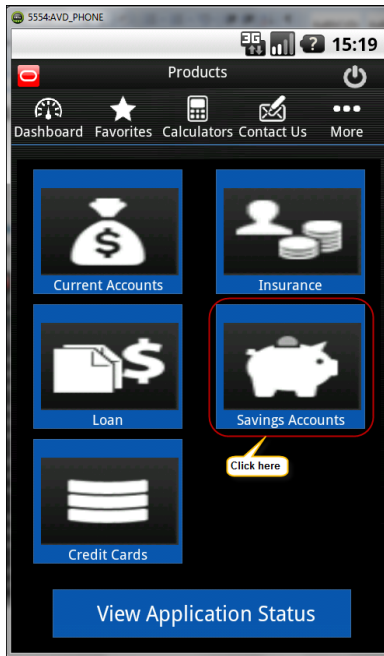 5554:AVD_PHONE
3G 15:19
Products
Dashboard Favorites Calculators Contact Us More
Current Accounts Insurance
Loan Savings Accounts
Click here
Credit Cards
View Application Status